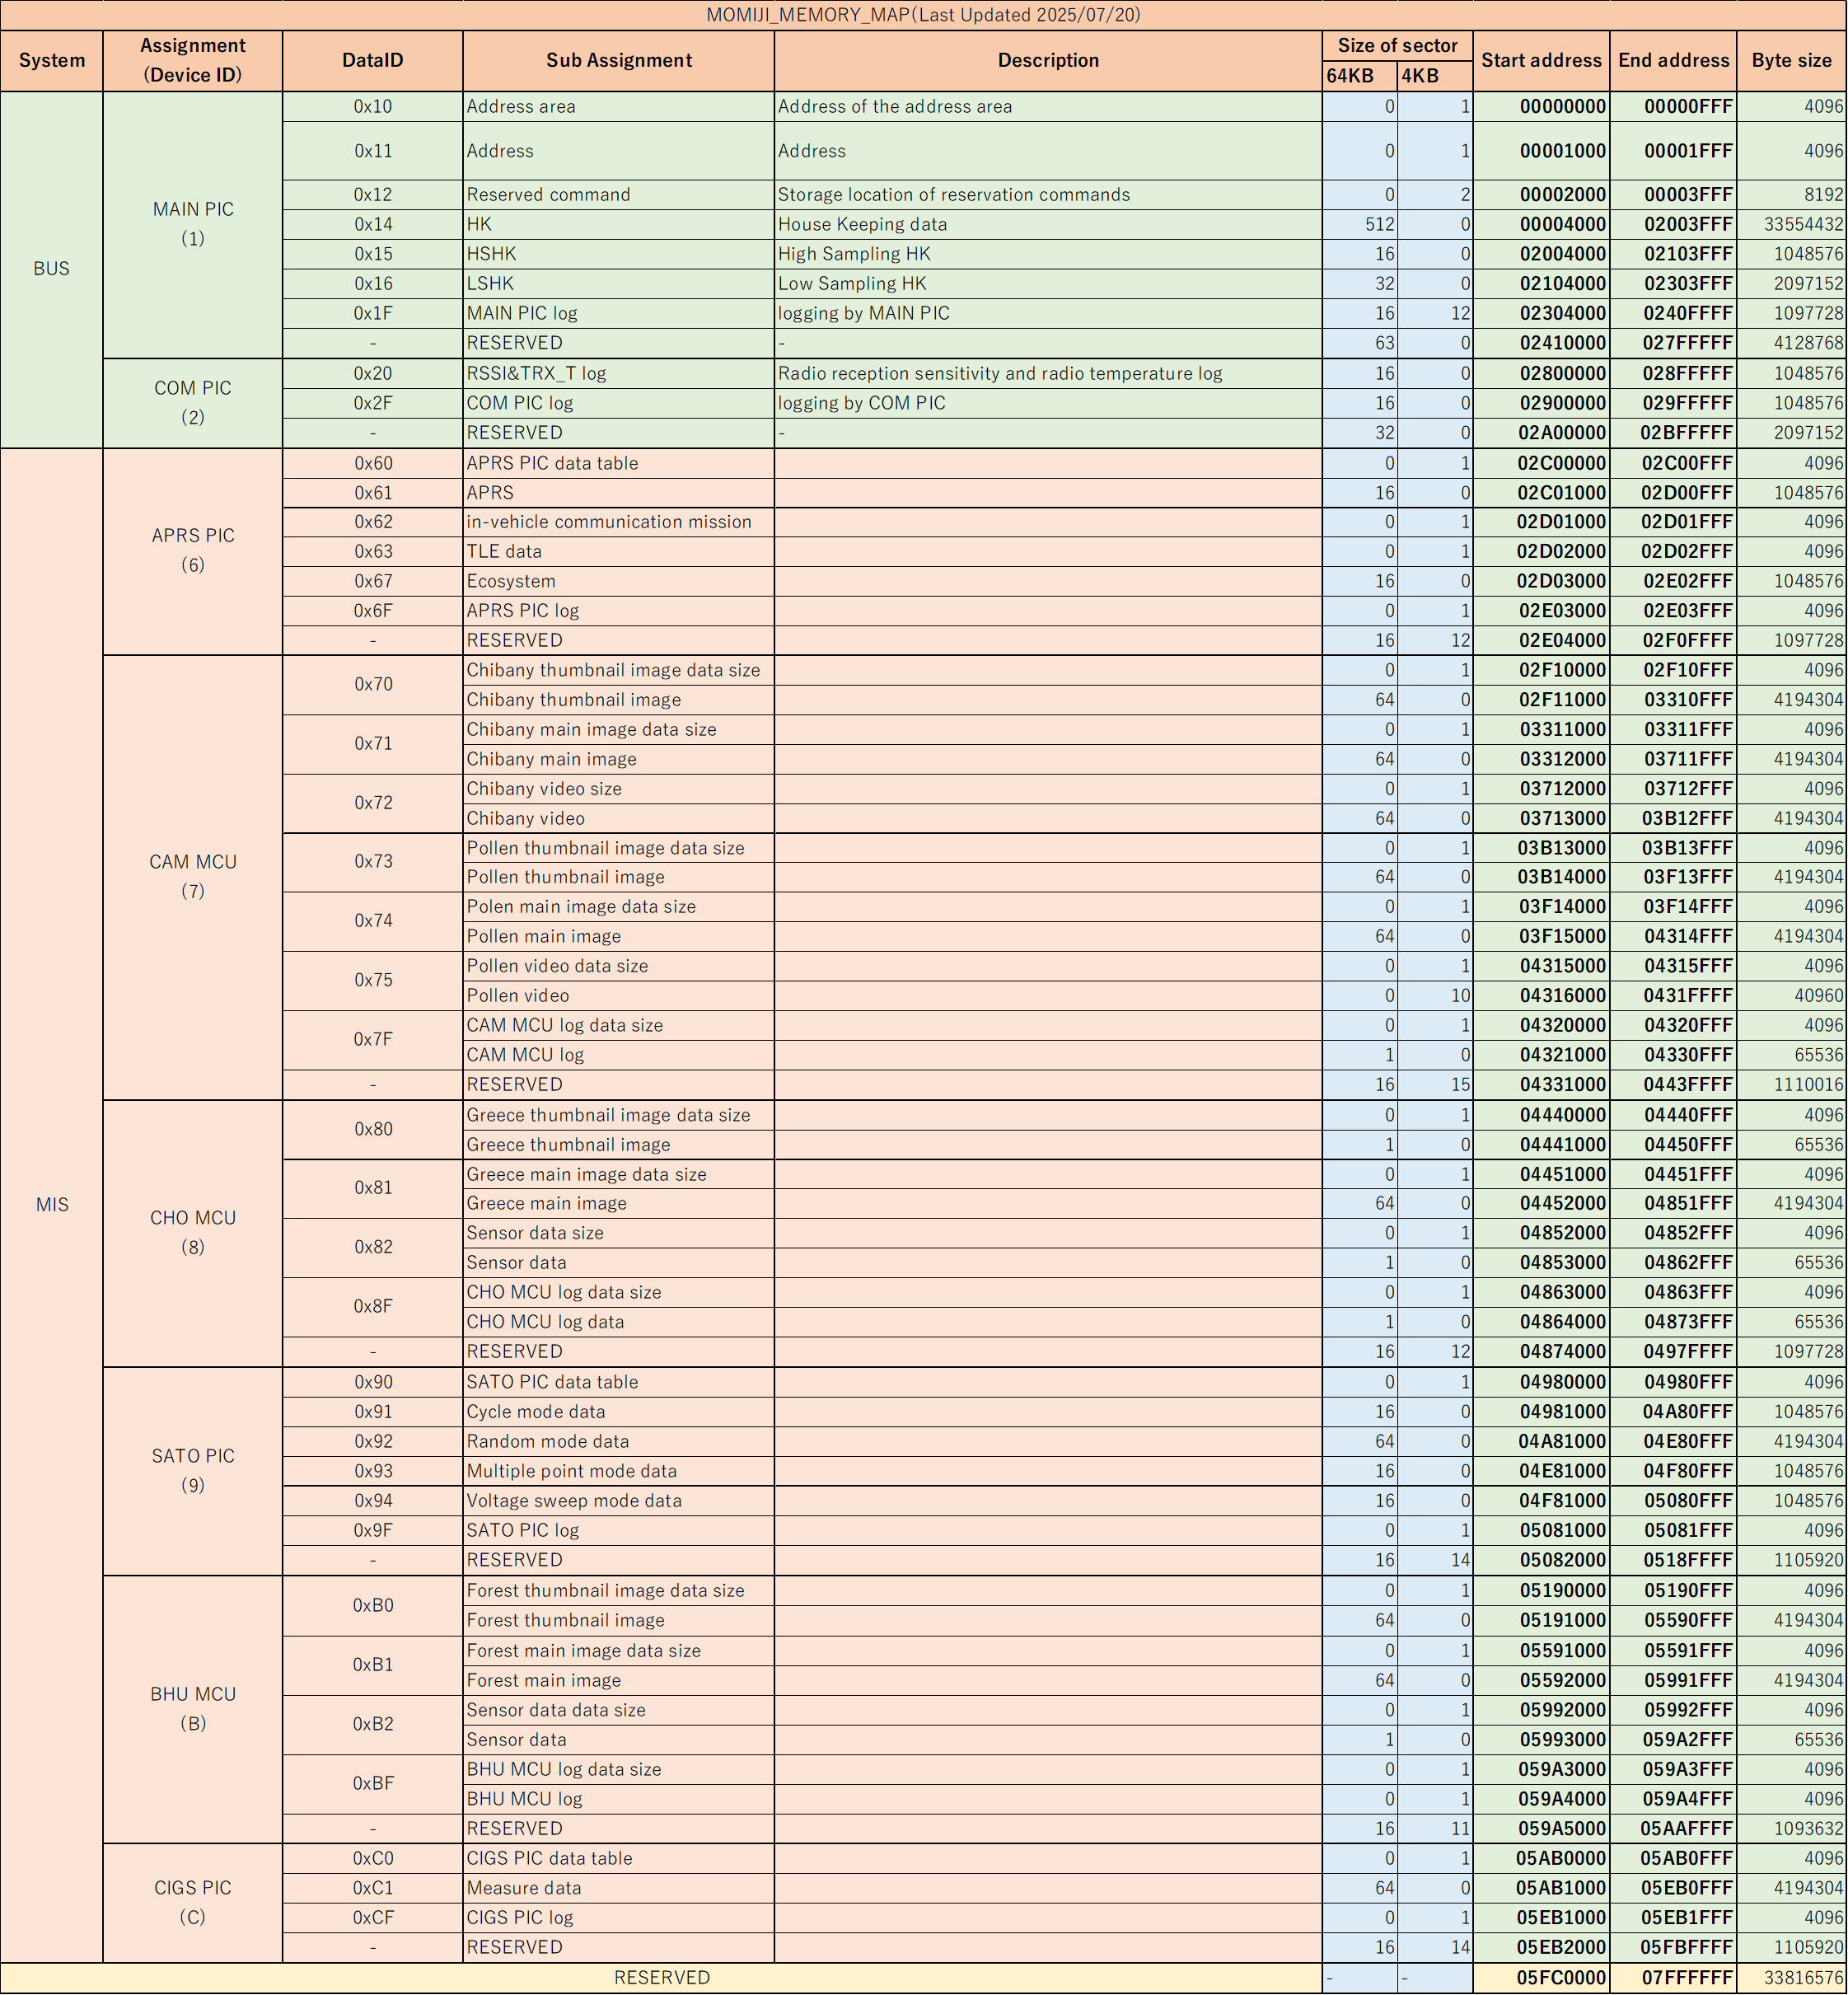 MOMIJI_MEMORY_MAP(Last Updated 2025/07/20)
System Assignment (Device ID) DataID Sub Assignment Description Size of sector 64KB 4KB Start address End address Byte size
BUS
MAIN PIC
(1)
0x10 Address area Address of the address area 0 1 00000000 00000FFF 4096
0x11 Address Address 0 1 00001000 00001FFF 4096
0x12 Reserved command Storage location of reservation commands 0 2 00002000 00003FFF 8192
0x14 HK House Keeping data 512 0 00004000 02003FFF 33554432
0x15 HSHK High Sampling HK 16 0 02004000 02103FFF 1048576
0x16 LSHK Low Sampling HK 32 0 02104000 02303FFF 2097152
0x1F MAIN PIC log logging by MAIN PIC 16 12 02304000 0240FFFF 1097728
- RESERVED - 63 0 02410000 027FFFFF 4128768
COM PIC
(2)
0x20 RSSI&TRX_T log Radio reception sensitivity and radio temperature log 16 0 02800000 028FFFFF 1048576
0x2F COM PIC log logging by COM PIC 16 0 02900000 029FFFFF 1048576
- RESERVED - 32 0 02A00000 02BFFFFF 2097152
MIS
APRS PIC
(6)
0x60 APRS PIC data table 0 1 02C00000 02C00FFF 4096
0x61 APRS 16 0 02C01000 02D00FFF 1048576
0x62 in-vehicle communication mission 0 1 02D01000 02D01FFF 4096
0x63 TLE data 0 1 02D02000 02D02FFF 4096
0x67 Ecosystem 16 0 02D03000 02E02FFF 1048576
0x6F APRS PIC log 0 1 02E03000 02E03FFF 4096
- RESERVED 16 12 02E04000 02F0FFFF 1097728
CAM MCU
(7)
0x70 Chibany thumbnail image data size 0 1 02F10000 02F10FFF 4096
Chibany thumbnail image 64 0 02F11000 03310FFF 4194304
0x71 Chibany main image data size 0 1 03311000 03311FFF 4096
Chibany main image 64 0 03312000 03711FFF 4194304
0x72 Chibany video size 0 1 03712000 03712FFF 4096
Chibany video 64 0 03713000 03B12FFF 4194304
0x73 Pollen thumbnail image data size 0 1 03B13000 03B13FFF 4096
Pollen thumbnail image 64 0 03B14000 03F13FFF 4194304
0x74 Polen main image data size 0 1 03F14000 03F14FFF 4096
Pollen main image 64 0 03F15000 04314FFF 4194304
0x75 Pollen video data size 0 1 04315000 04315FFF 4096
Pollen video 0 10 04316000 0431FFFF 40960
0x7F CAM MCU log data size 0 1 04320000 04320FFF 4096
CAM MCU log 1 0 04321000 04330FFF 65536
- RESERVED 16 15 04331000 0443FFFF 1110016
CHO MCU
(8)
0x80 Greece thumbnail image data size 0 1 04440000 04440FFF 4096
Greece thumbnail image 1 0 04441000 04450FFF 65536
0x81 Greece main image data size 0 1 04451000 04451FFF 4096
Greece main image 64 0 04452000 04851FFF 4194304
0x82 Sensor data size 0 1 04852000 04852FFF 4096
Sensor data 1 0 04853000 04862FFF 65536
0x8F CHO MCU log data size 0 1 04863000 04863FFF 4096
CHO MCU log data 1 0 04864000 04873FFF 65536
- RESERVED 16 12 04874000 0497FFFF 1097728
SATO PIC
(9)
0x90 SATO PIC data table 0 1 04980000 04980FFF 4096
0x91 Cycle mode data 16 0 04981000 04A80FFF 1048576
0x92 Random mode data 64 0 04A81000 04E80FFF 4194304
0x93 Multiple point mode data 16 0 04E81000 04F80FFF 1048576
0x94 Voltage sweep mode data 16 0 04F81000 05080FFF 1048576
0x9F SATO PIC log 0 1 05081000 05081FFF 4096
- RESERVED 16 14 05082000 0518FFFF 1105920
BHU MCU
(B)
0xB0 Forest thumbnail image data size 0 1 05190000 05190FFF 4096
Forest thumbnail image 64 0 05191000 05590FFF 4194304
0xB1 Forest main image data size 0 1 05591000 05591FFF 4096
Forest main image 64 0 05592000 05991FFF 4194304
0xB2 Sensor data data size 0 1 05992000 05992FFF 4096
Sensor data 1 0 05993000 059A2FFF 65536
0xBF BHU MCU log data size 0 1 059A3000 059A3FFF 4096
BHU MCU log 0 1 059A4000 059A4FFF 4096
- RESERVED 16 11 059A5000 05AAFFFF 1093632
CIGS PIC
(C)
0xC0 CIGS PIC data table 0 1 05AB0000 05AB0FFF 4096
0xC1 Measure data 64 0 05AB1000 05EB0FFF 4194304
0xCF CIGS PIC log 0 1 05EB1000 05EB1FFF 4096
- RESERVED 16 14 05EB2000 05FBFFFF 1105920
RESERVED - - 05FC0000 07FFFFFF 33816576